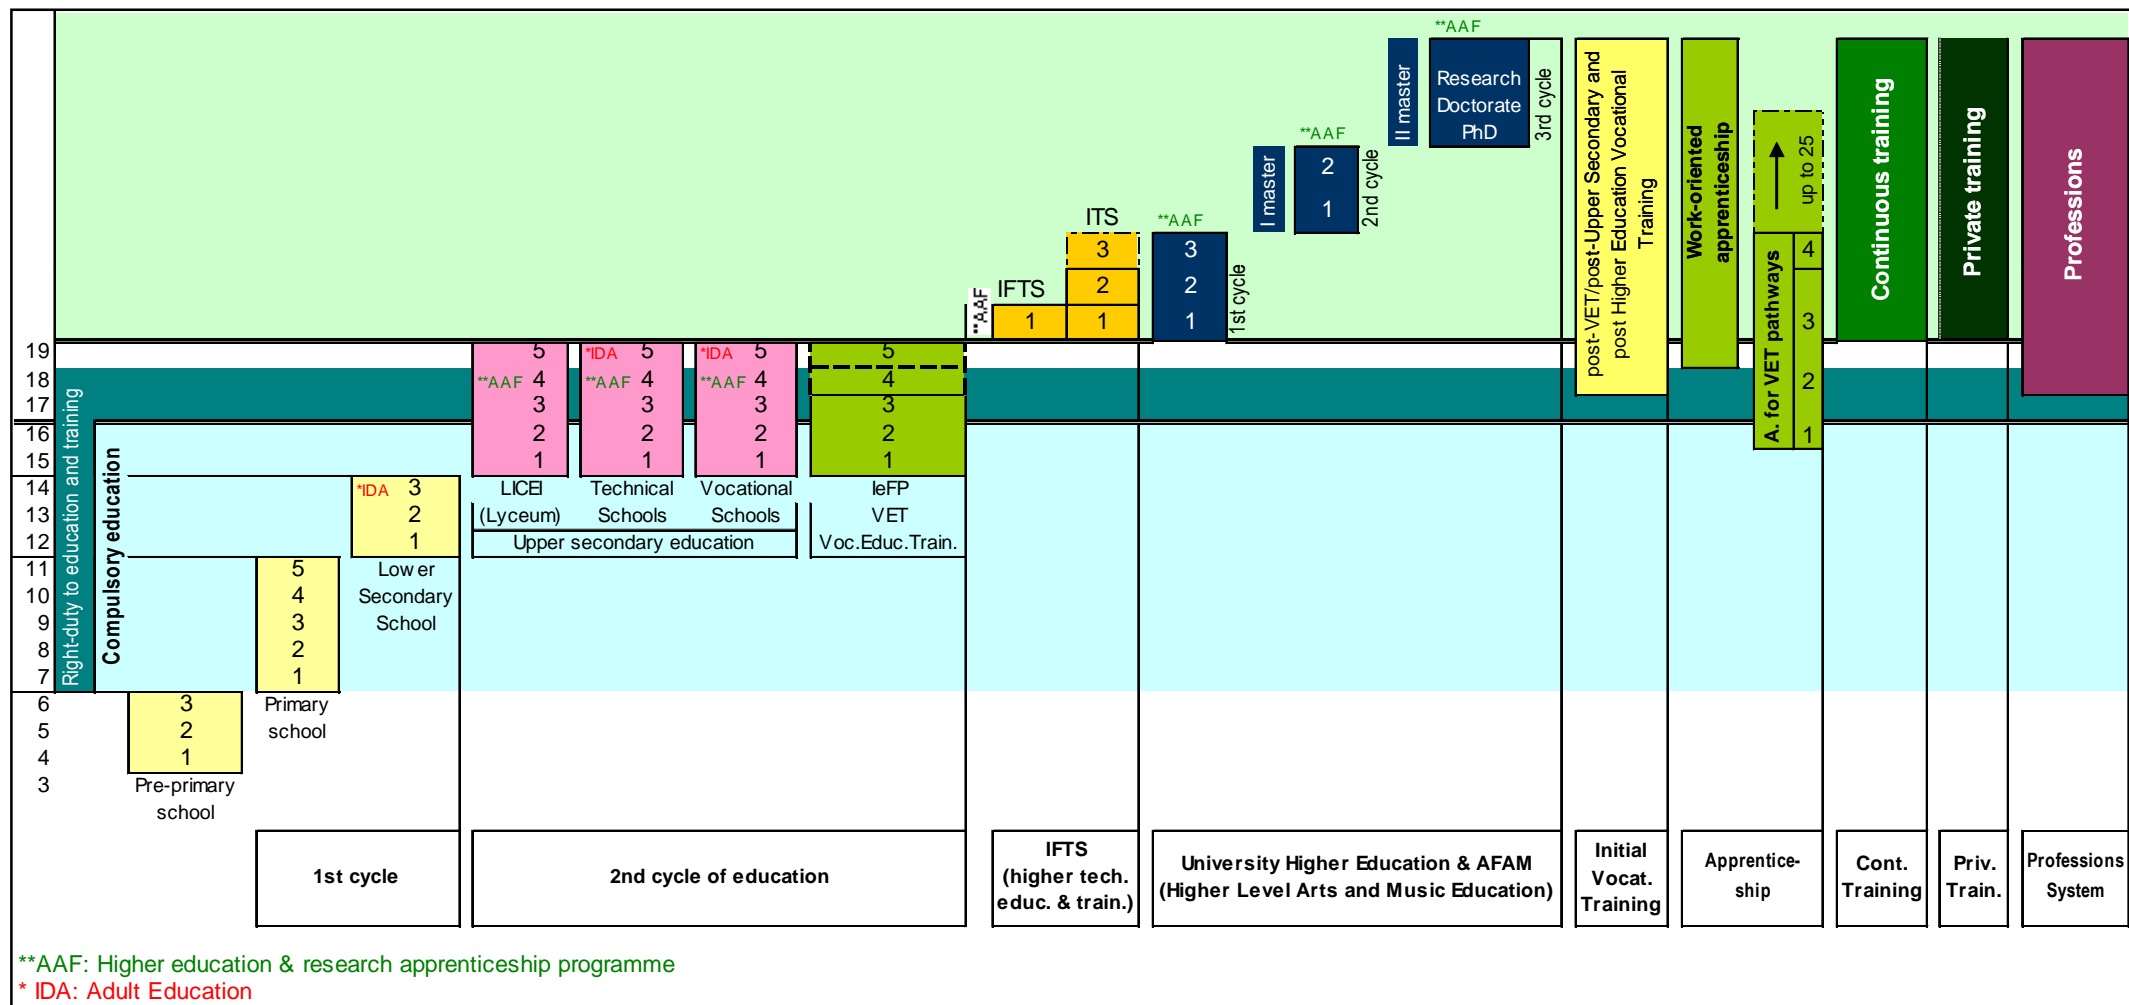 **AAF
Research
Doctorate
PhD
II master
3rd cycle
**AAF
2
1
I master
2nd cycle
ITS
3
2
1
IFTS
1
**AAF
**AAF
3
2
1
1st cycle
post-VET/post-Upper Secondary and
post Higher Education Vocational
Training
Work-oriented
apprenticeship
up to 25
A. for VET pathways
4
3
2
1
Continuous training
Private training
Professions
19
18
17
16
15
14
13
12
11
10
9
8
7
6
5
4
3
Right-duty to education and training
Compulsory education
3
2
1
Pre-primary
school
5
4
3
2
1
Primary
school
*IDA 3
2
1
Lower
Secondary
School
5
**AAF 4
3
2
1
LICEI
(Lyceum)
*IDA 5
**AAF 4
3
2
1
Technical
Schools
*IDA 5
**AAF 4
3
2
1
Vocational
Schools
Upper secondary education
5
4
3
2
1
IeFP
VET
Voc.Educ.Train.
1st cycle
2nd cycle of education
IFTS
(higher tech.
educ. & train.)
University Higher Education & AFAM
(Higher Level Arts and Music Education)
Initial
Vocat.
Training
Apprentice-
ship
Cont.
Training
Priv.
Train.
Professions
System
**AAF: Higher education & research apprenticeship programme
* IDA: Adult Education